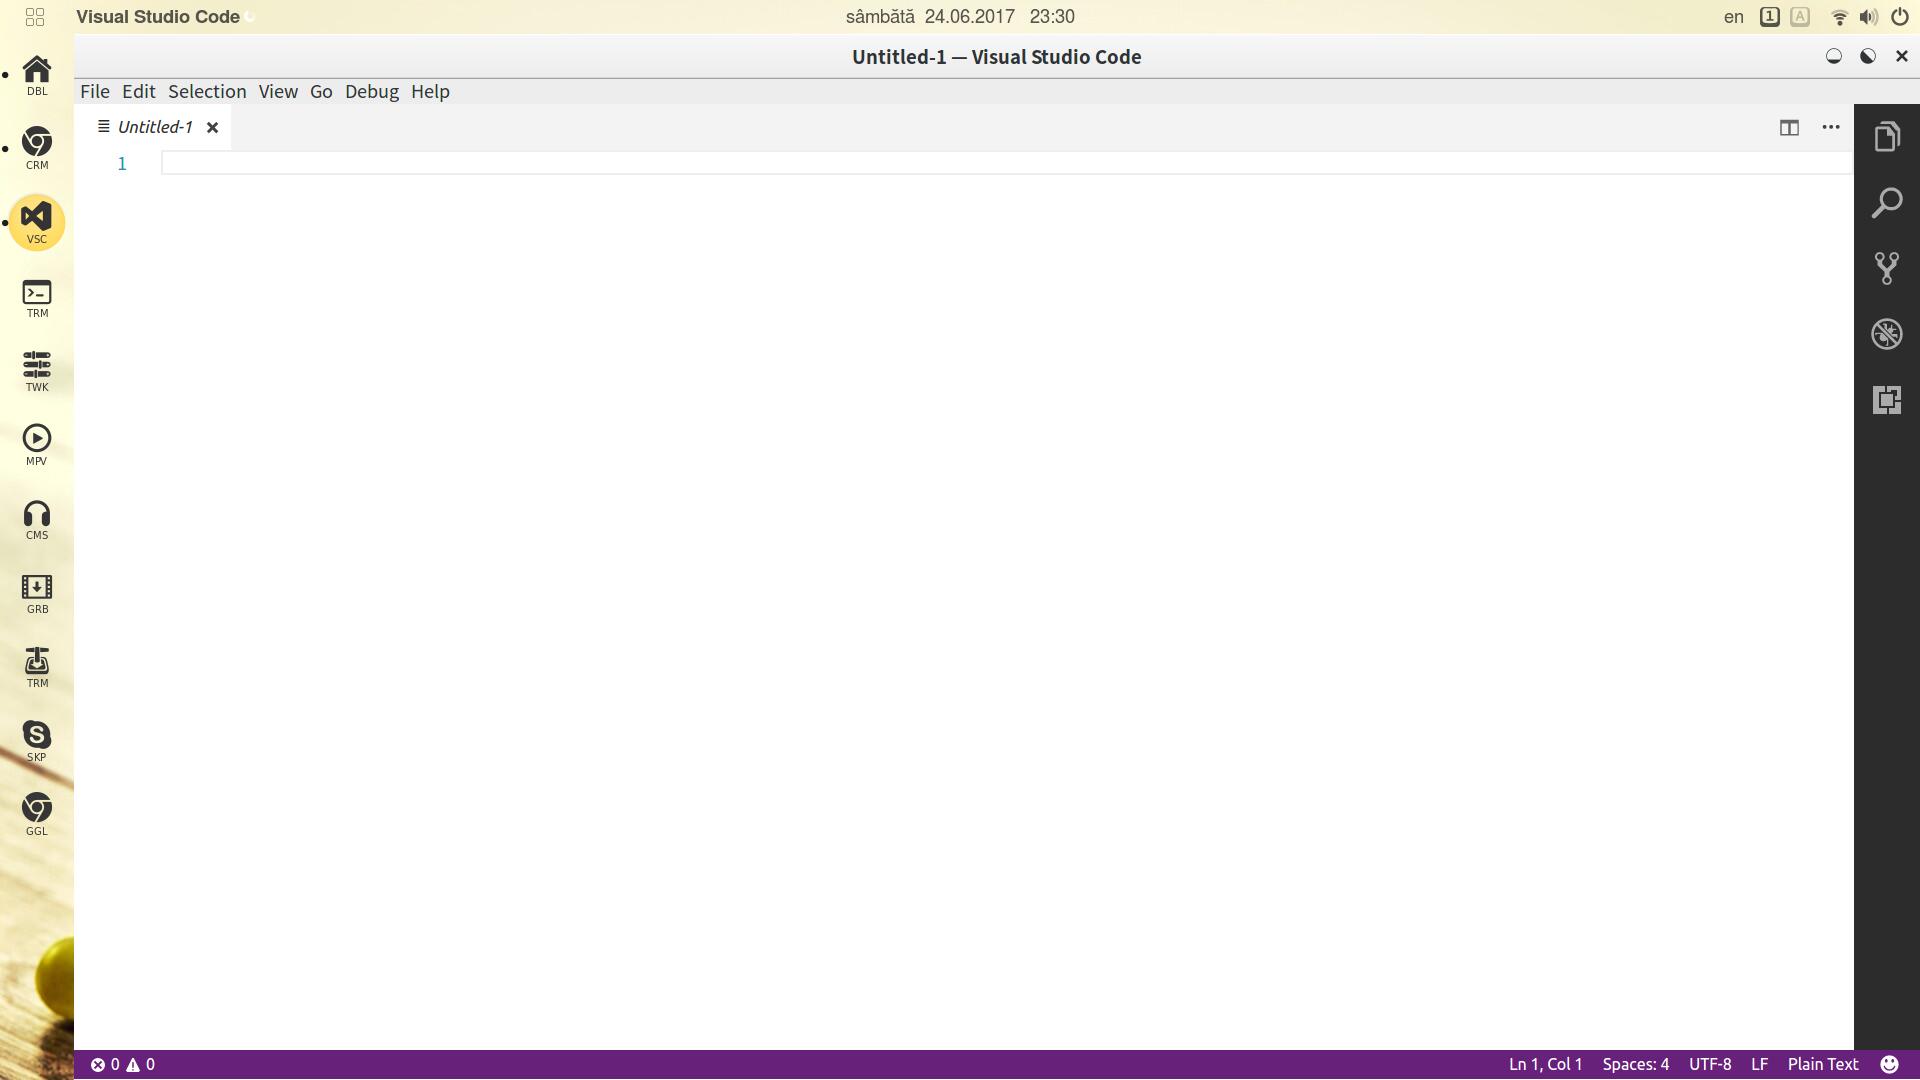 Visual Studio Code
sâmbătă 24.06.2017 23:30
en 1 A
Untitled-1 — Visual Studio Code
File Edit Selection View Go Debug Help
Untitled-1
1
DBL
CRM
VSC
TRM
TWK
MPV
CMS
GRB
TRM
SKP
GGL
0 0
Ln 1, Col 1 Spaces: 4 UTF-8 LF Plain Text